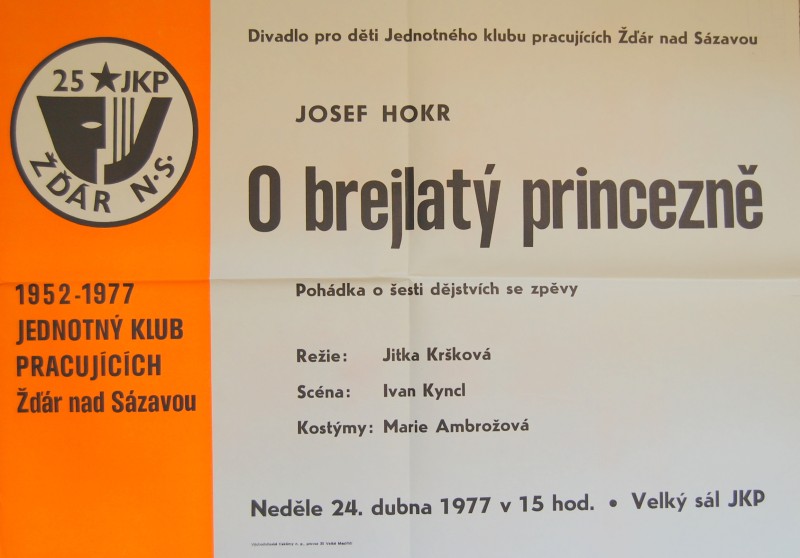 25 ★ JKP
ŽĎÁR N.S.
1952-1977
JEDNOTNÝ KLUB
PRACUJÍCÍCH
Žďár nad Sázavou
Divadlo pro děti Jednotného klubu pracujících Žďár nad Sázavou
JOSEF HOKR
O brejlatý princezně
Pohádka o šesti dějstvích se zpěvy
Režie: Jitka Kršková
Scéna: Ivan Kyncl
Kostýmy: Marie Ambrožová
Neděle 24. dubna 1977 v 15 hod. • Velký sál JKP